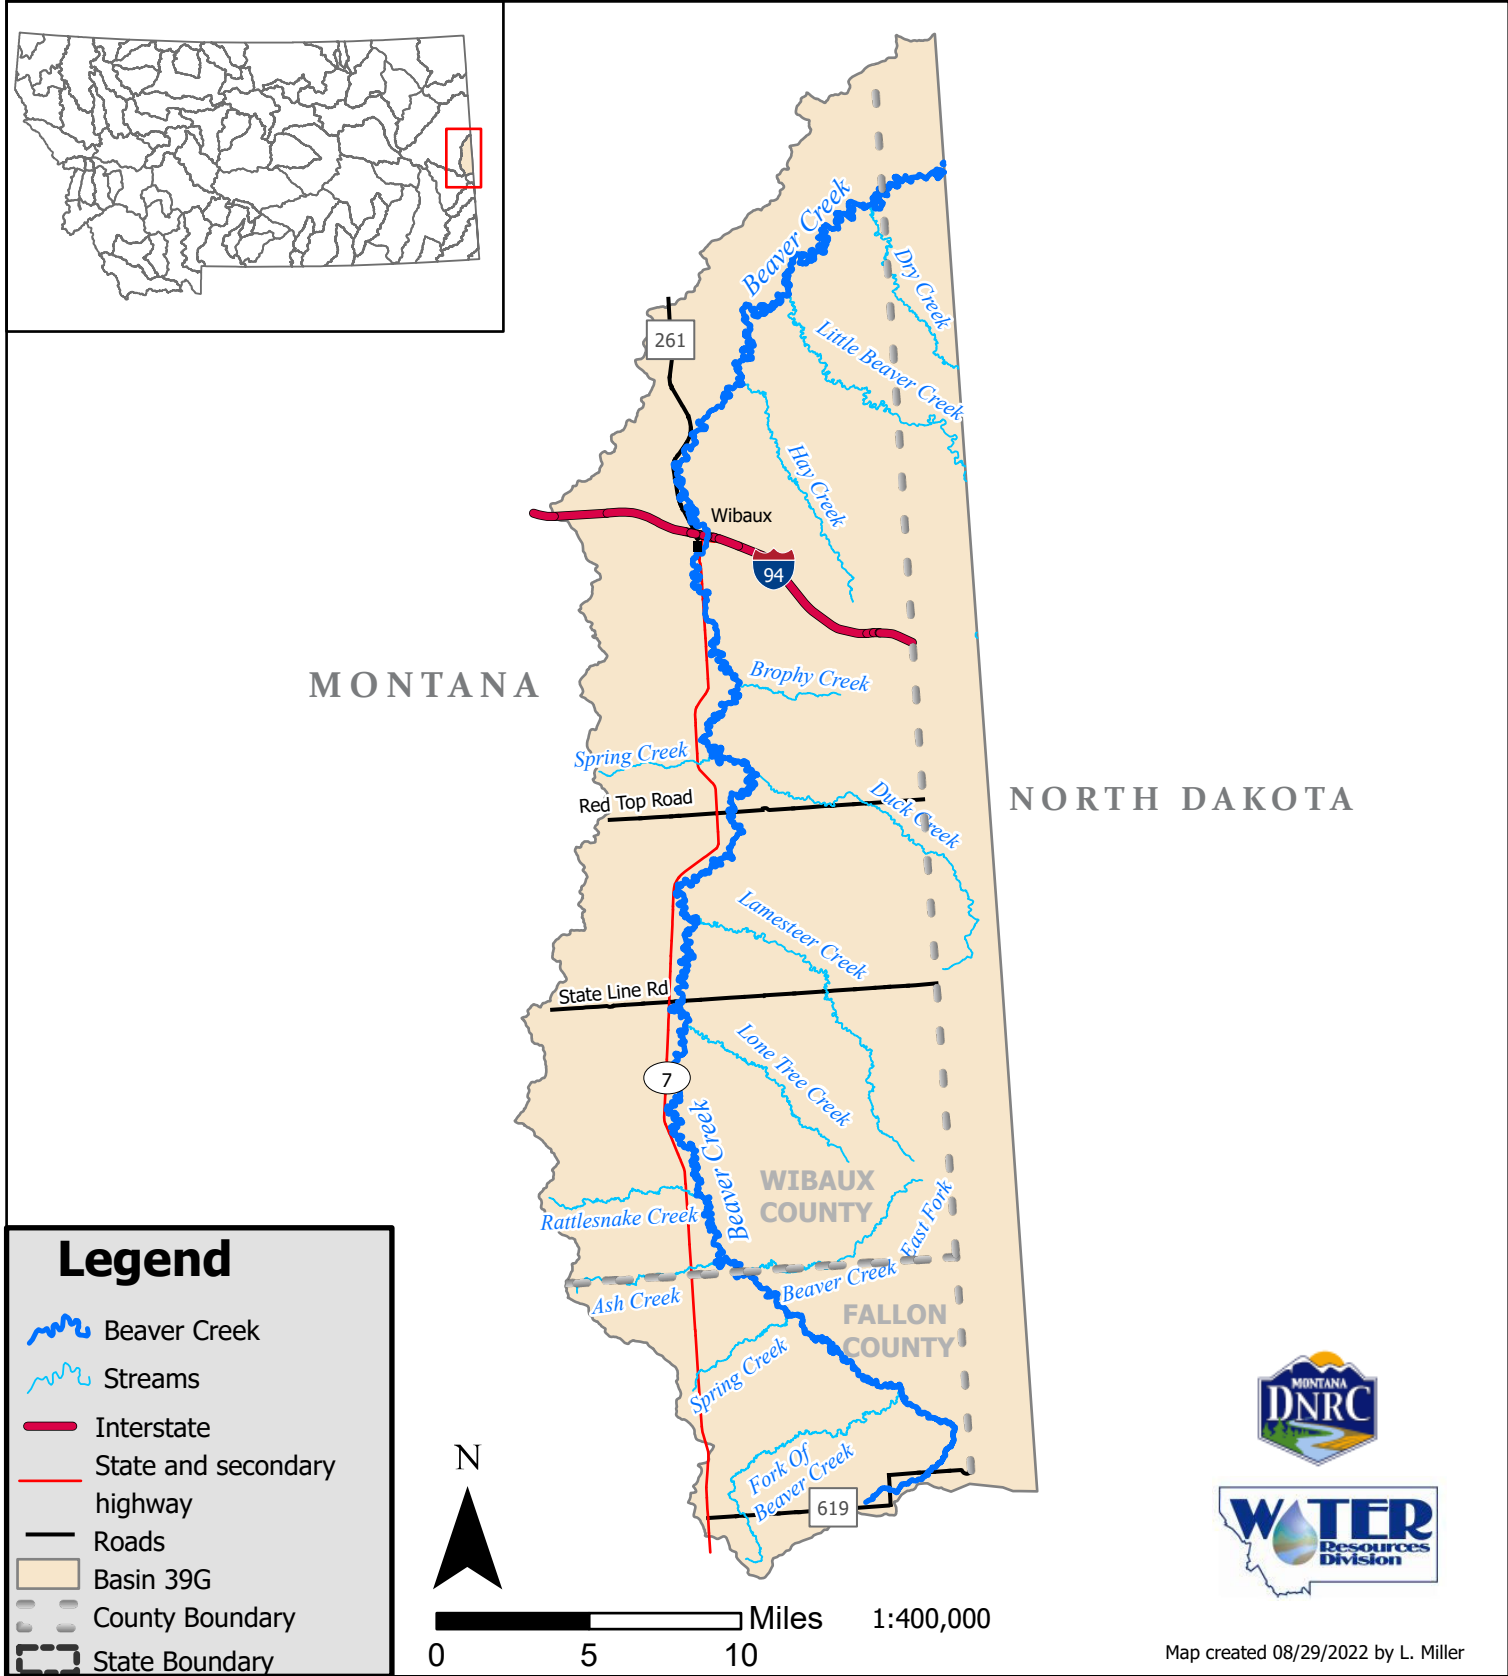 Beaver Creek
Dry Creek
261
Little Beaver Creek
Hay Creek
Wibaux
94
MONTANA
Brophy Creek
Spring Creek
Red Top Road
Duck Creek
NORTH DAKOTA
Lamesteer Creek
State Line Rd
Lone Tree Creek
7
Beaver Creek
WIBAUX
COUNTY
Rattlesnake Creek
East Fork
Beaver Creek
Ash Creek
FALLON
COUNTY
Spring Creek
Fork Of
Beaver Creek
619
Legend
Beaver Creek
Streams
Interstate
State and secondary
highway
Roads
Basin 39G
County Boundary
State Boundary
N
Miles
0 5 10
1:400,000
MONTANA
DNRC
WATER
Resources
Division
Map created 08/29/2022 by L. Miller